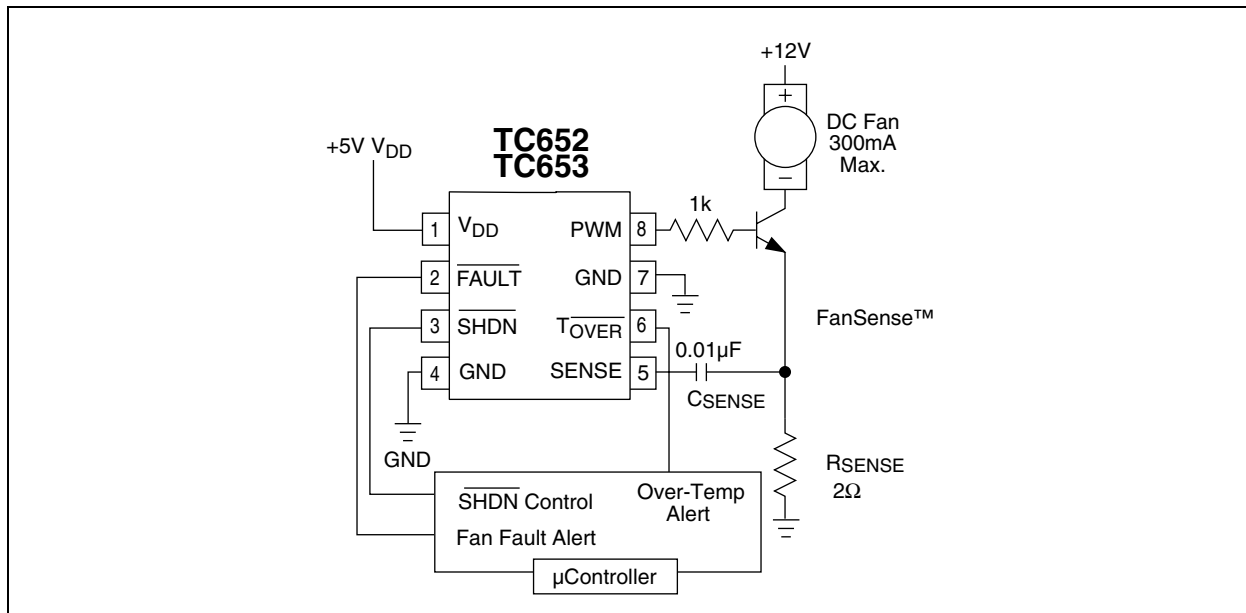 +12V
+
DC Fan
300mA
Max.
−
TC652
TC653
+5V VDD
1k
1 VDD PWM 8
2 FAULT GND 7
3 SHDN TOVER 6
4 GND SENSE 5
FanSense™
0.01µF
CSENSE
GND
RSENSE
2Ω
SHDN Control
Over-Temp
Alert
Fan Fault Alert
µController